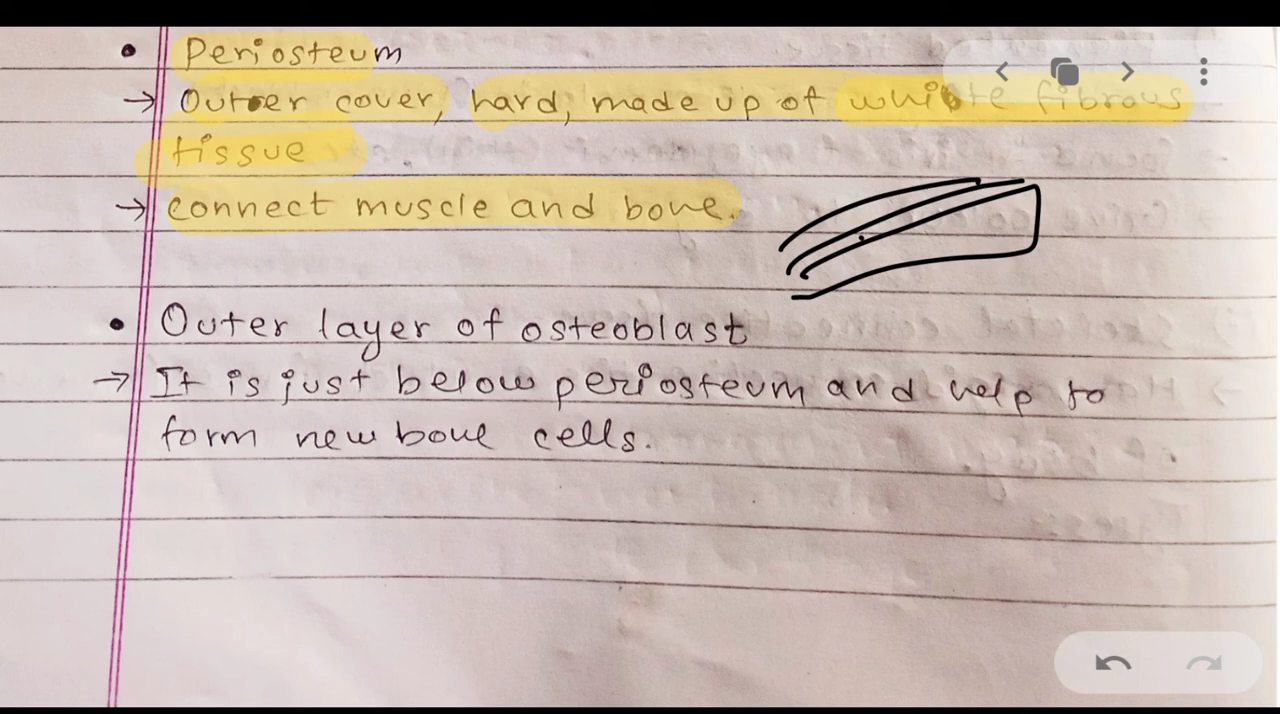 • Periosteum
→ Outer cover, hard, made up of white fibrous
tissue
→ connect muscle and bone.
• Outer layer of osteoblast
→ It is just below periosteum and help to
form new bone cells.